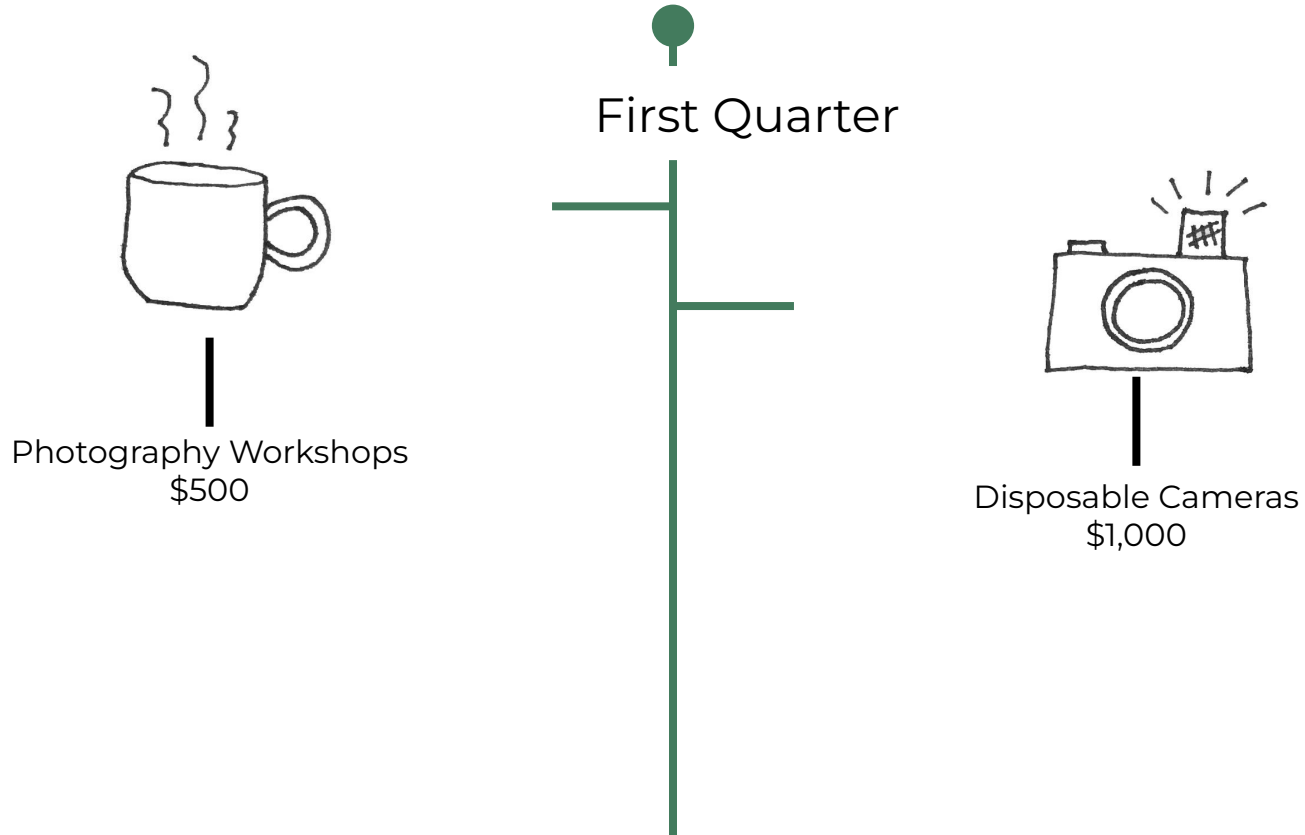 First Quarter
Photography Workshops
$500
Disposable Cameras
$1,000